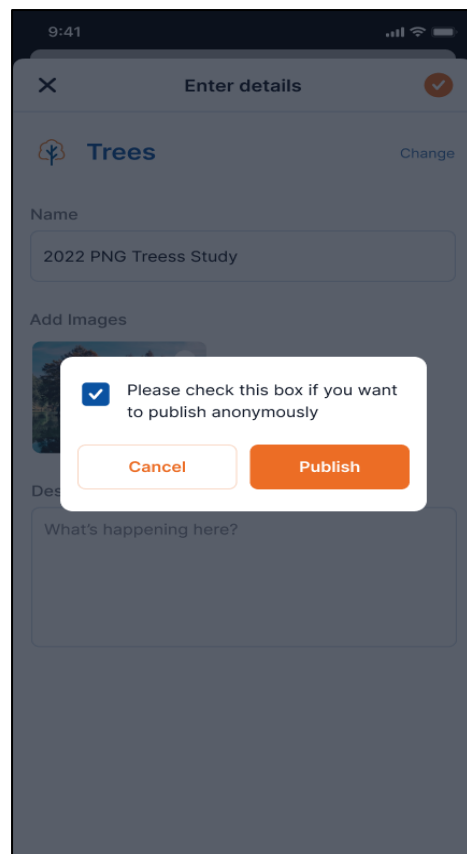 9:41
Enter details
Trees
Change
Name
2022 PNG Treess Study
Add Images
Please check this box if you want
to publish anonymously
Cancel
Publish
Des
What's happening here?